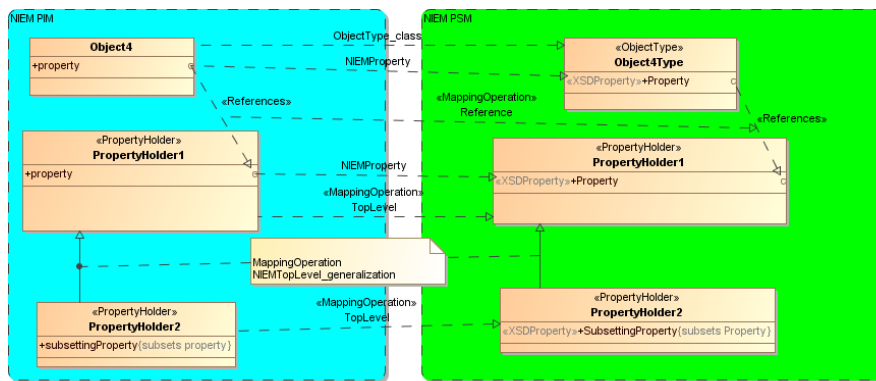 NIEM PIM
NIEM PSM
Object4
+property
ObjectType_class
NIEMProperty
«ObjectType»
Object4Type
«XSDProperty»+Property
«References»
«MappingOperation»
Reference
«References»
«PropertyHolder»
PropertyHolder1
+property
NIEMProperty
«MappingOperation»
TopLevel
«PropertyHolder»
PropertyHolder1
«XSDProperty»+Property
MappingOperation
NIEMTopLevel_generalization
«PropertyHolder»
PropertyHolder2
+subsettingProperty{subsets property}
«MappingOperation»
TopLevel
«PropertyHolder»
PropertyHolder2
«XSDProperty»+SubsettingProperty{subsets Property}